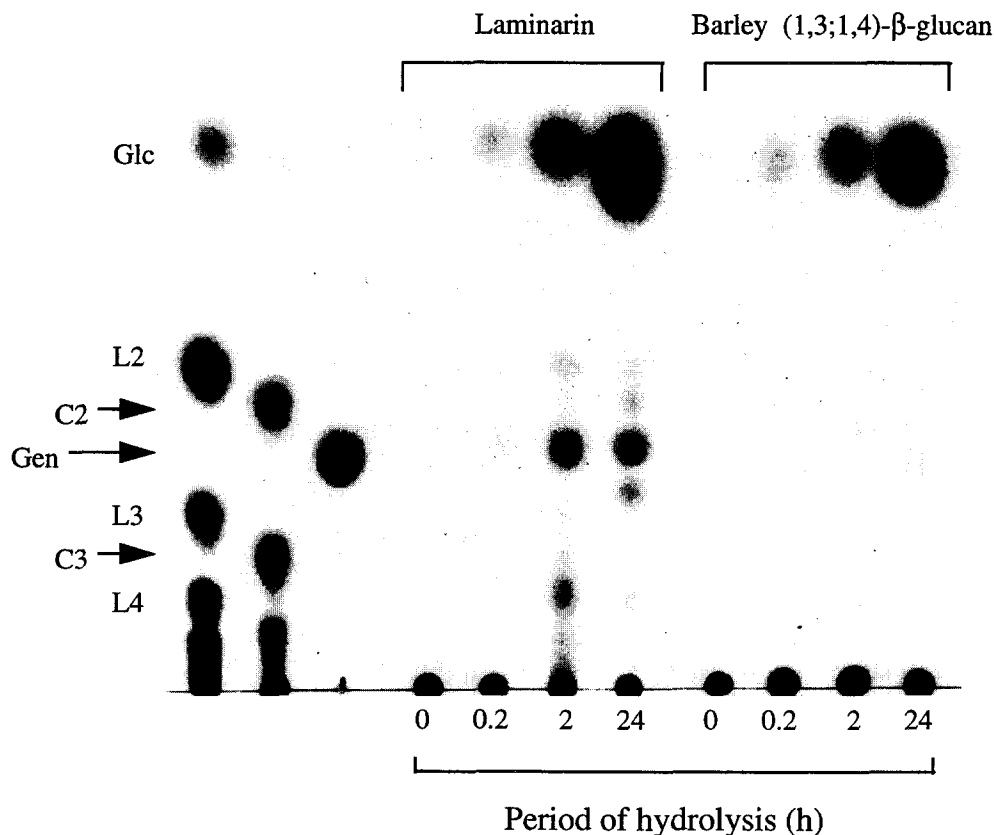 Laminarin Barley (1,3;1,4)-β-glucan
Glc
L2
C2
Gen
L3
C3
L4
0 0.2 2 24 0 0.2 2 24
Period of hydrolysis (h)